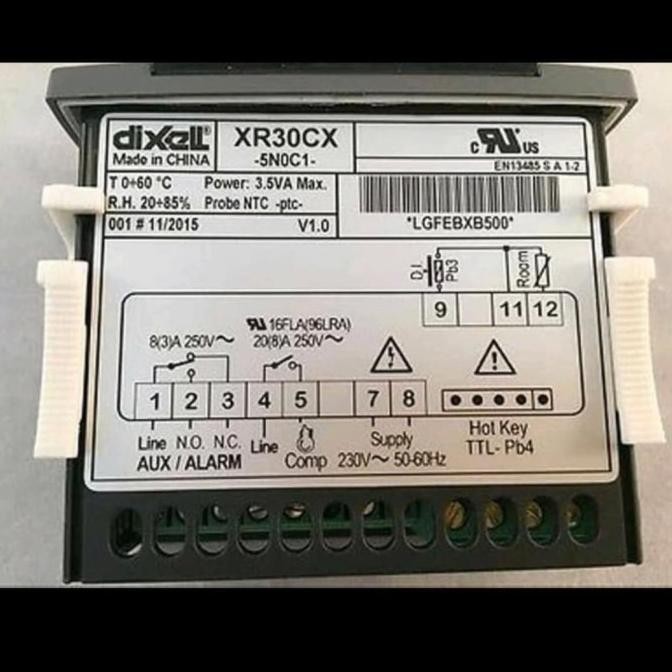 dixell
Made in CHINA
XR30CX
-5N0C1-
c RU US
EN13485 S A 1-2
T 0÷60 °C Power: 3.5VA Max.
R.H. 20÷85% Probe NTC -ptc-
001 # 11/2015 V1.0
*LGFEBXB500*
D.I.
Pb3
Room
9 11 12
RU 16FLA(96LRA)
8(3)A 250V~ 20(8)A 250V~
1 2 3 4 5 7 8
Line N.O. N.C. Line
AUX / ALARM
Comp
Supply
230V~ 50-60Hz
Hot Key
TTL- Pb4